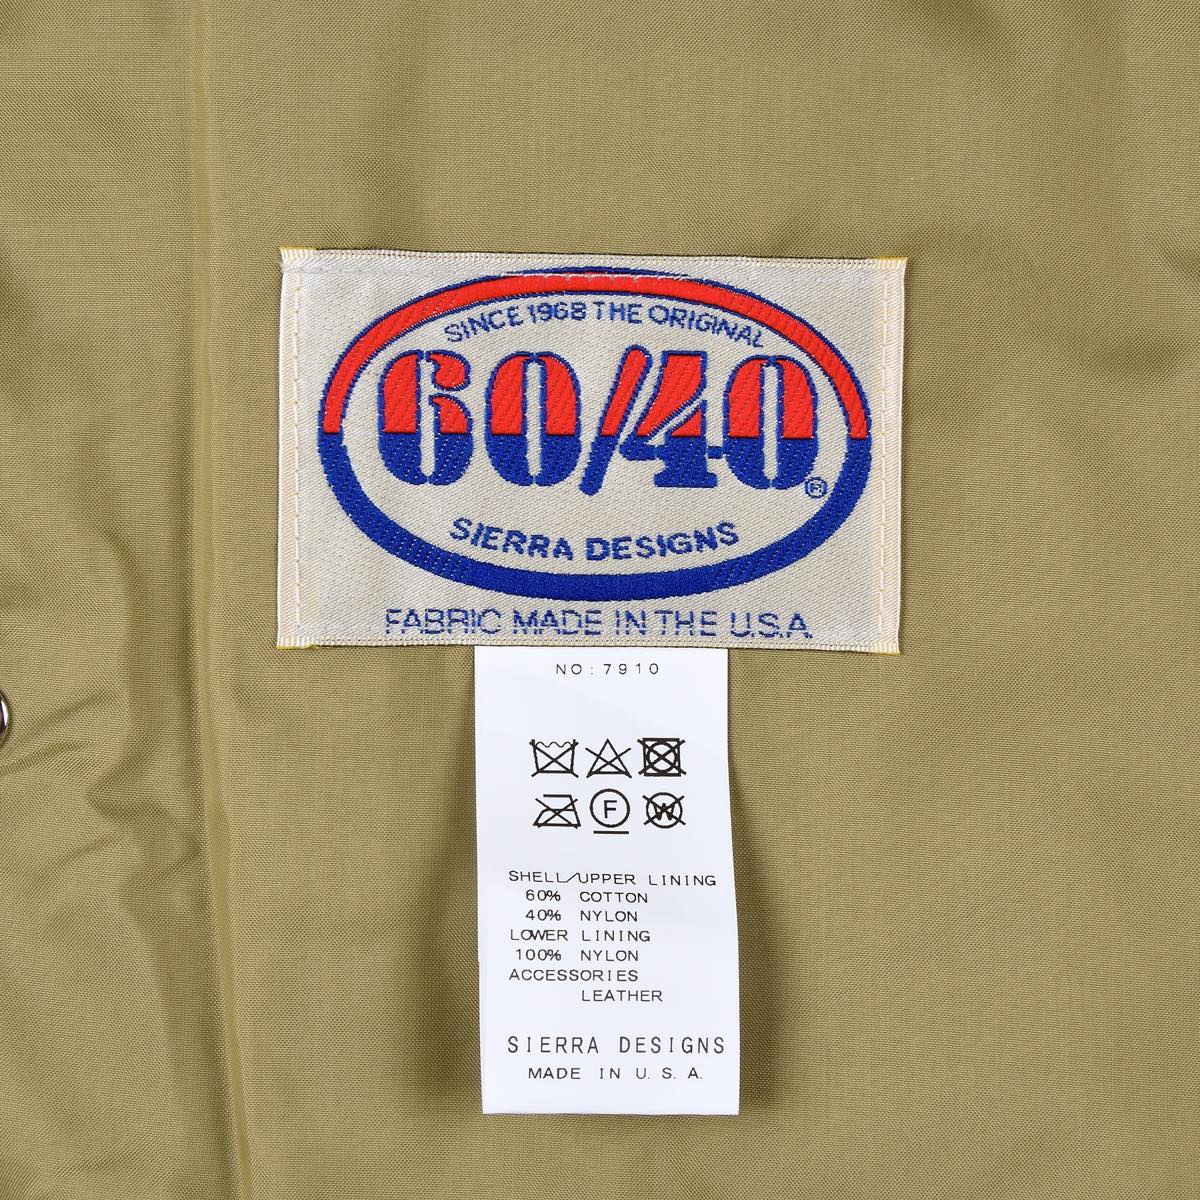 SINCE 1968 THE ORIGINAL
60/40®
SIERRA DESIGNS
FABRIC MADE IN THE U.S.A.
NO:7910
F
W
SHELL/UPPER LINING
60% COTTON
40% NYLON
LOWER LINING
100% NYLON
ACCESSORIES
LEATHER
SIERRA DESIGNS
MADE IN U.S.A.